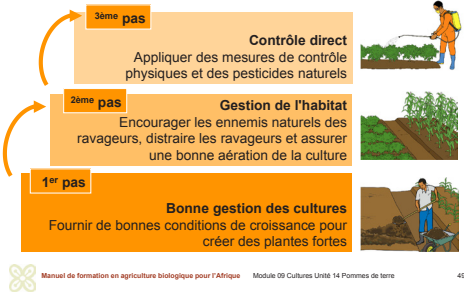 3ème pas
Contrôle direct
Appliquer des mesures de contrôle
physiques et des pesticides naturels
2ème pas
Gestion de l'habitat
Encourager les ennemis naturels des
ravageurs, distraire les ravageurs et assurer
une bonne aération de la culture
1er pas
Bonne gestion des cultures
Fournir de bonnes conditions de croissance pour
créer des plantes fortes
Manuel de formation en agriculture biologique pour l'Afrique Module 09 Cultures Unité 14 Pommes de terre 49